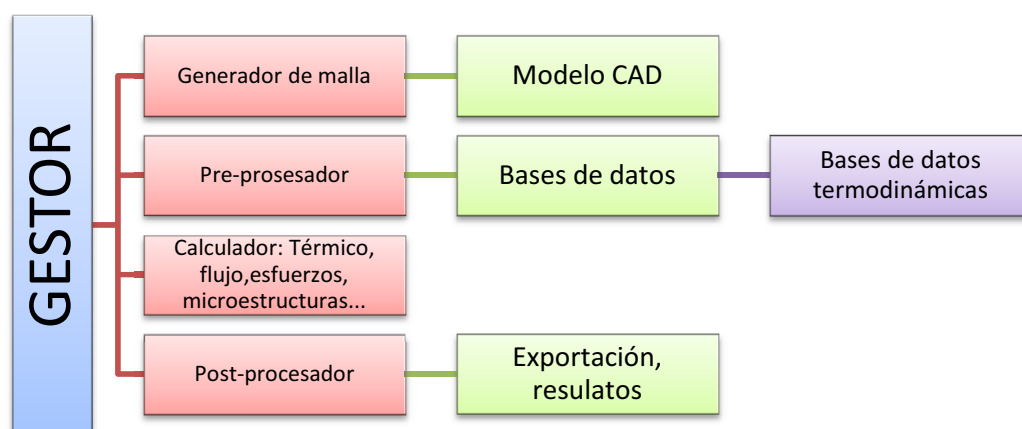 GESTOR
Generador de malla
Modelo CAD
Pre-prosesador
Bases de datos
Bases de datos
termodinámicas
Calculador: Térmico,
flujo,esfuerzos,
microestructuras...
Post-procesador
Exportación,
resulatos